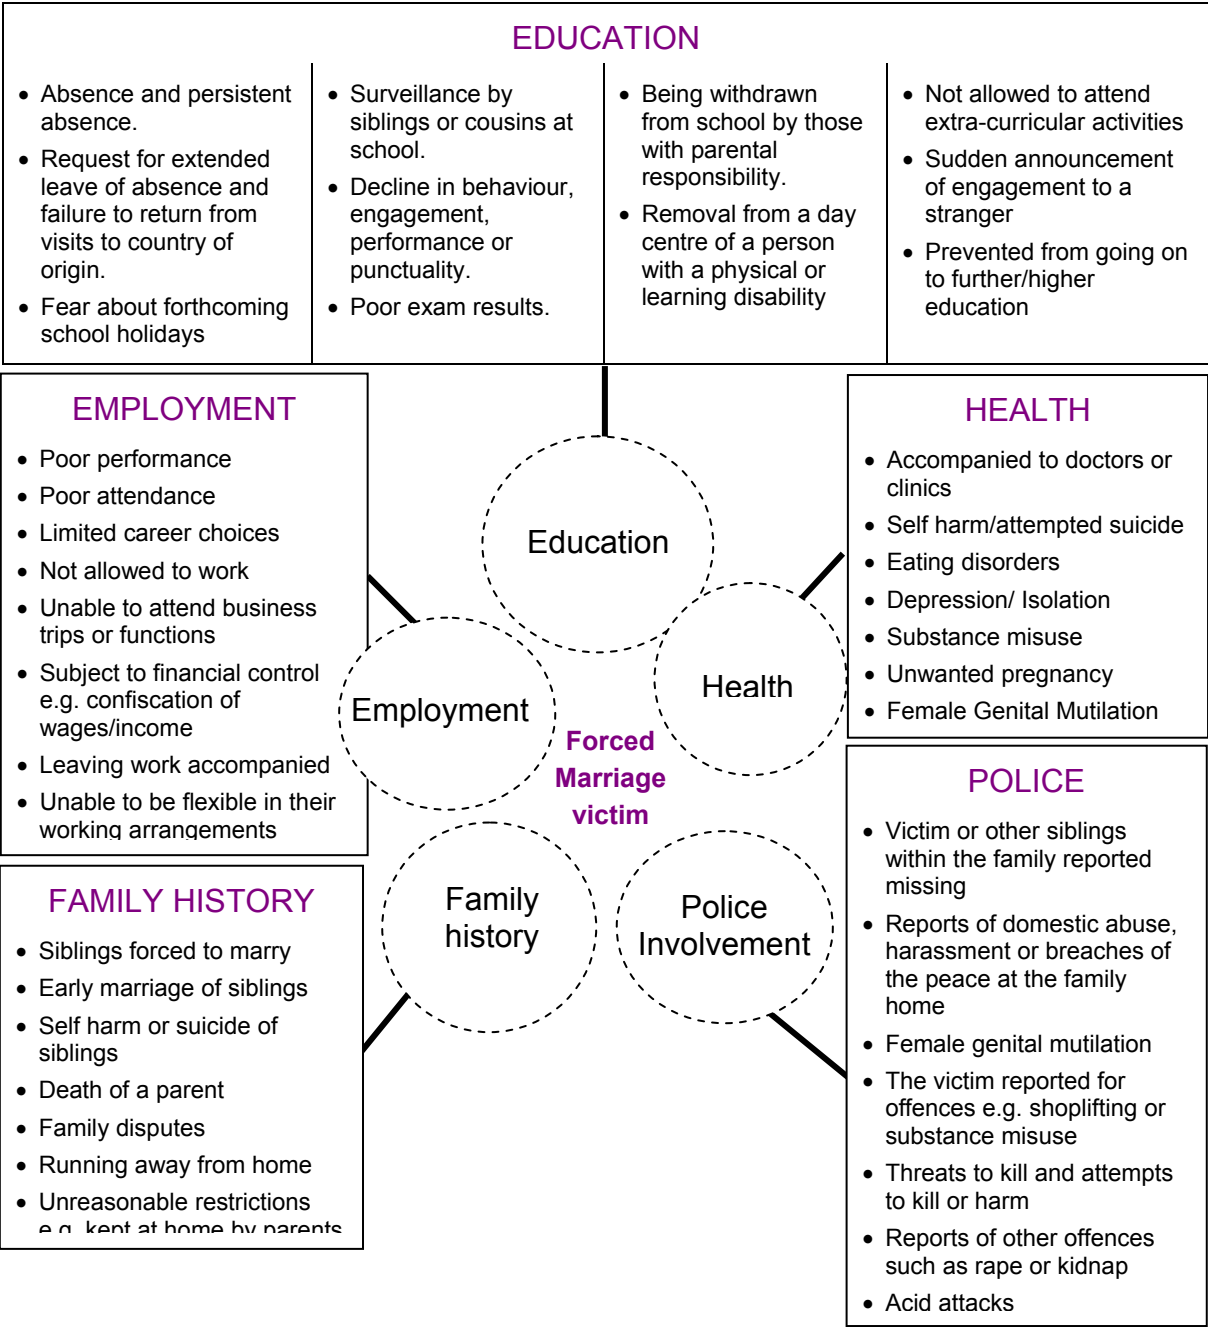 EDUCATION
• Absence and persistent
absence.
• Request for extended
leave of absence and
failure to return from
visits to country of
origin.
• Fear about forthcoming
school holidays
• Surveillance by
siblings or cousins at
school.
• Decline in behaviour,
engagement,
performance or
punctuality.
• Poor exam results.
• Being withdrawn
from school by those
with parental
responsibility.
• Removal from a day
centre of a person
with a physical or
learning disability
• Not allowed to attend
extra-curricular activities
• Sudden announcement
of engagement to a
stranger
• Prevented from going on
to further/higher
education
EMPLOYMENT
• Poor performance
• Poor attendance
• Limited career choices
• Not allowed to work
• Unable to attend business
trips or functions
• Subject to financial control
e.g. confiscation of
wages/income
• Leaving work accompanied
• Unable to be flexible in their
working arrangements
HEALTH
• Accompanied to doctors or
clinics
• Self harm/attempted suicide
• Eating disorders
• Depression/ Isolation
• Substance misuse
• Unwanted pregnancy
• Female Genital Mutilation
Education
Health
Employment
Forced
Marriage
victim
Family
history
Police
Involvement
FAMILY HISTORY
• Siblings forced to marry
• Early marriage of siblings
• Self harm or suicide of
siblings
• Death of a parent
• Family disputes
• Running away from home
• Unreasonable restrictions
e.g. kept at home by parents
POLICE
• Victim or other siblings
within the family reported
missing
• Reports of domestic abuse,
harassment or breaches of
the peace at the family
home
• Female genital mutilation
• The victim reported for
offences e.g. shoplifting or
substance misuse
• Threats to kill and attempts
to kill or harm
• Reports of other offences
such as rape or kidnap
• Acid attacks